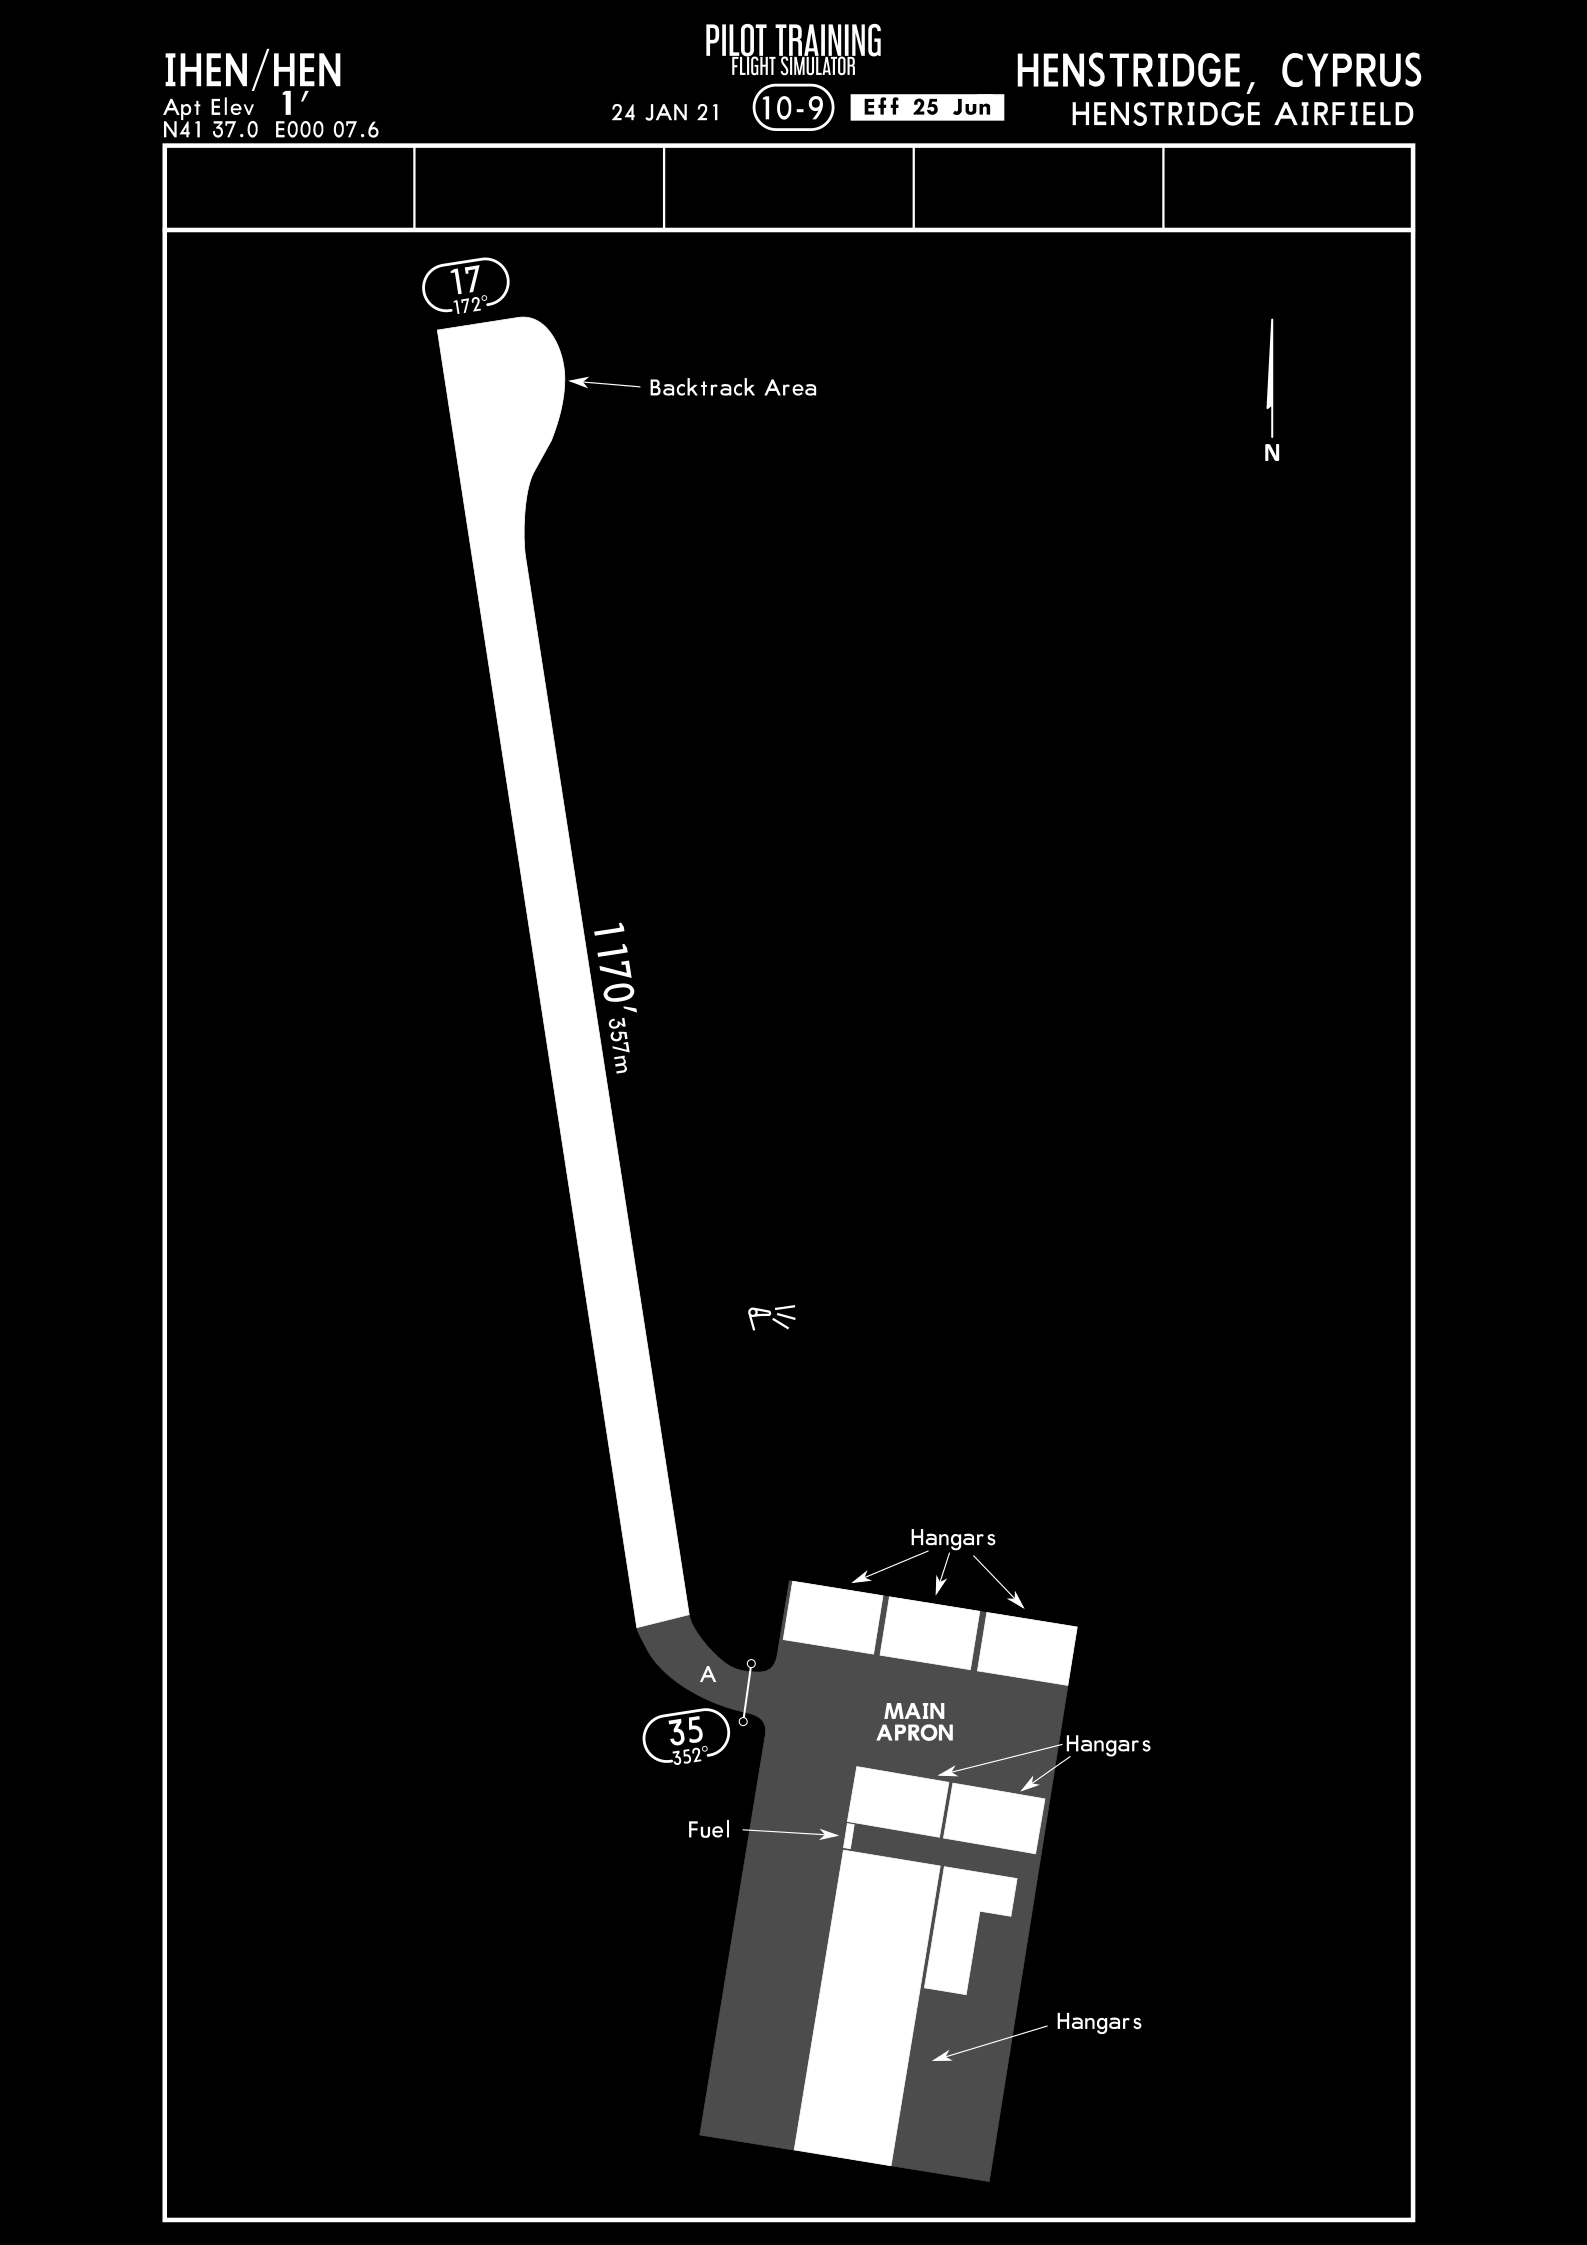 PILOT TRAINING
FLIGHT SIMULATOR
IHEN/HEN
Apt Elev 1'
N41 37.0 E000 07.6
24 JAN 21
10-9
Eff 25 Jun
HENSTRIDGE, CYPRUS
HENSTRIDGE AIRFIELD
17
172°
Backtrack Area
N
1170' 357m
Hangars
A
MAIN
APRON
35
352°
Hangars
Fuel
Hangars